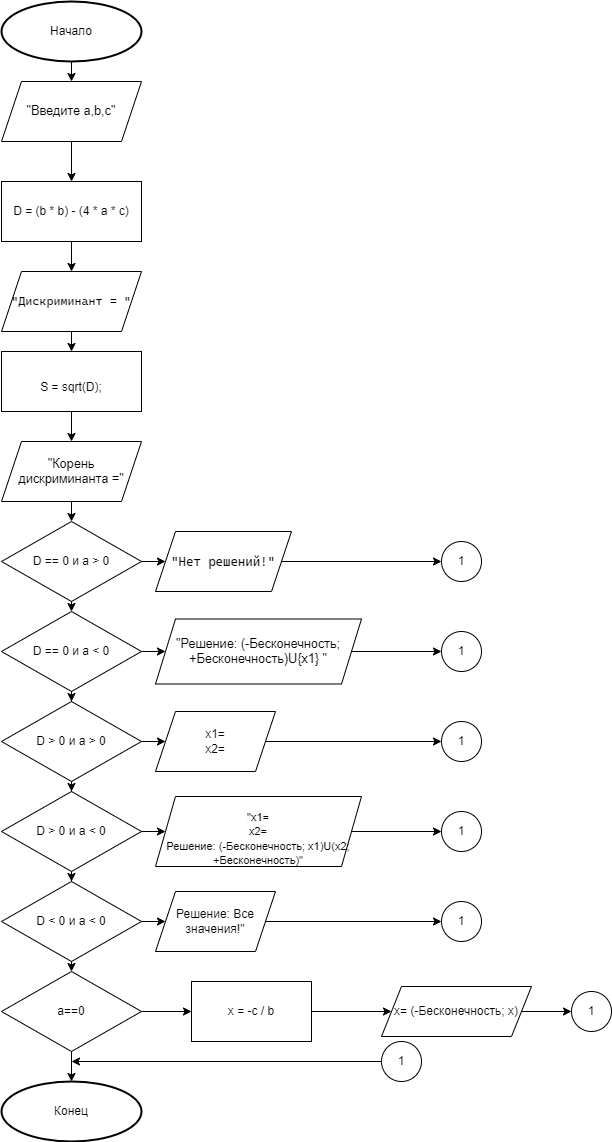 Начало
"Введите a,b,c"
D = (b * b) - (4 * a * c)
"Дискриминант = "
S = sqrt(D);
"Корень
дискриминанта ="
D == 0 и a > 0
"Нет решений!"
1
D == 0 и a < 0
"Решение: (-Бесконечность;
+Бесконечность)U{x1} "
1
D > 0 и a > 0
x1=
x2=
1
D > 0 и a < 0
"x1=
x2=
Решение: (-Бесконечность; x1)U(x2;
+Бесконечность)"
1
D < 0 и a < 0
Решение: Все
значения!"
1
a==0
x = -c / b
x= (-Бесконечность; x)
1
1
Конец